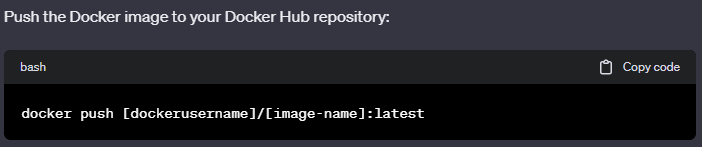 Push the Docker image to your Docker Hub repository:
bash
Copy code
docker push [dockerusername]/[image-name]:latest